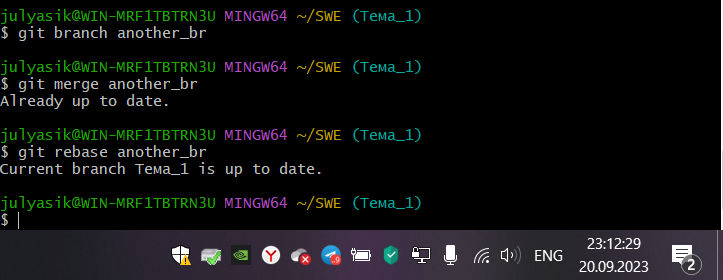 julyasik@WIN-MRF1TBTRN3U MINGW64 ~/SWE (Тема_1)
$ git branch another_br
julyasik@WIN-MRF1TBTRN3U MINGW64 ~/SWE (Тема_1)
$ git merge another_br
Already up to date.
julyasik@WIN-MRF1TBTRN3U MINGW64 ~/SWE (Тема_1)
$ git rebase another_br
Current branch Тема_1 is up to date.
julyasik@WIN-MRF1TBTRN3U MINGW64 ~/SWE (Тема_1)
$
ENG
23:12:29
20.09.2023
2